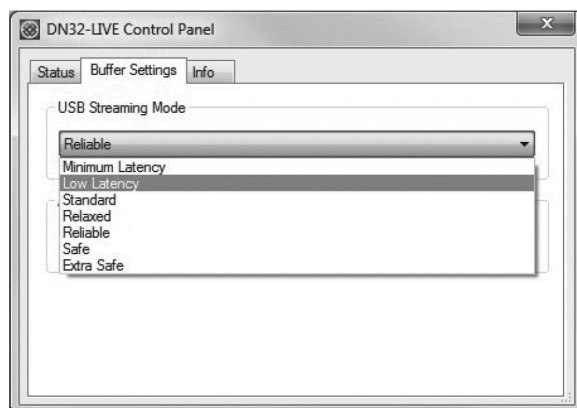 DN32-LIVE Control Panel
Status Buffer Settings Info
USB Streaming Mode
Reliable
Minimum Latency
Low Latency
Standard
Relaxed
Reliable
Safe
Extra Safe